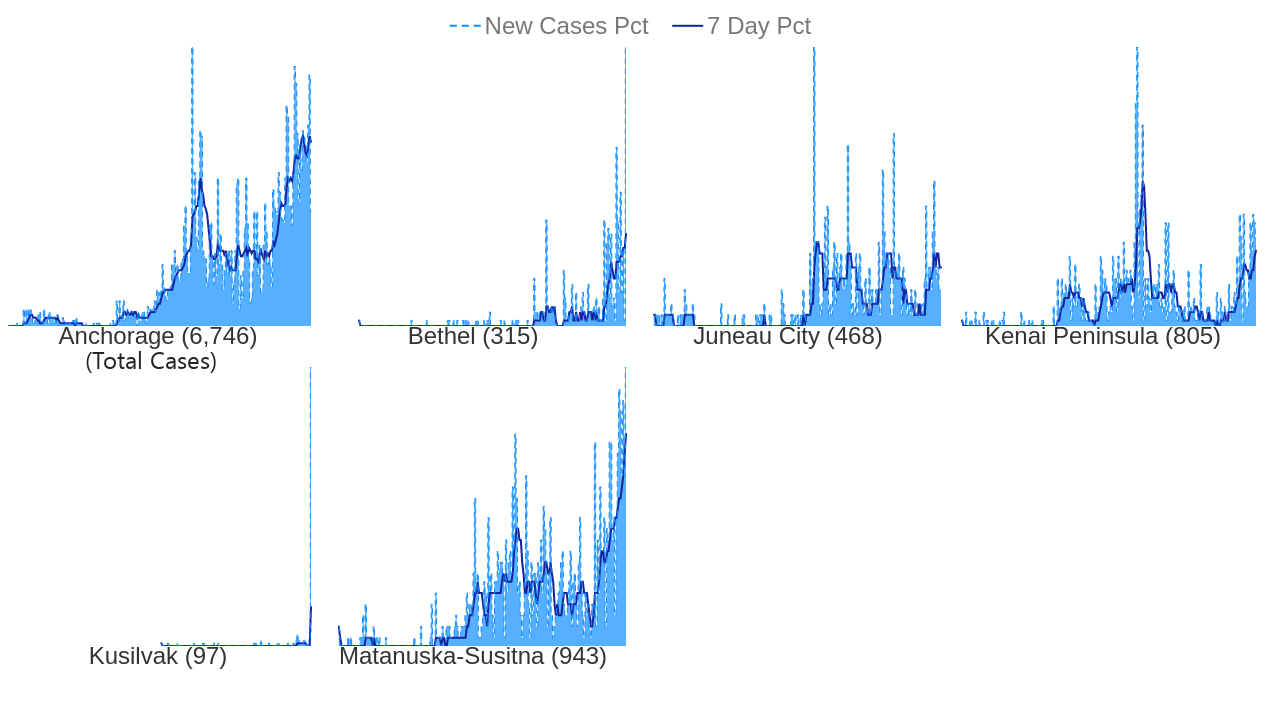 New Cases Pct 7 Day Pct
Anchorage (6,746)
(Total Cases)
Bethel (315)
Juneau City (468)
Kenai Peninsula (805)
Kusilvak (97)
Matanuska-Susitna (943)